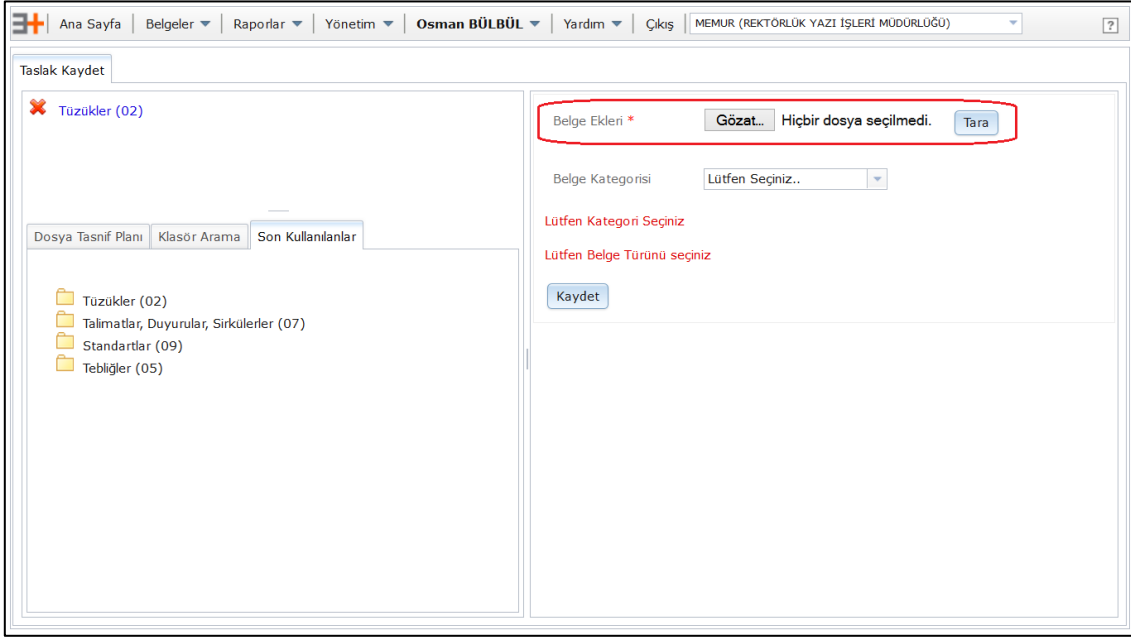 Ana Sayfa Belgeler Raporlar Yönetim Osman BÜLBÜL Yardım Çıkış MEMUR (REKTÖRLÜK YAZI İŞLERİ MÜDÜRLÜĞÜ) ?
Taslak Kaydet
Tüzükler (02)
Dosya Tasnif Planı Klasör Arama Son Kullanılanlar
Tüzükler (02)
Talimatlar, Duyurular, Sirkülerler (07)
Standartlar (09)
Tebliğler (05)
Belge Ekleri * Gözat... Hiçbir dosya seçilmedi. Tara
Belge Kategorisi Lütfen Seçiniz..
Lütfen Kategori Seçiniz
Lütfen Belge Türünü seçiniz
Kaydet